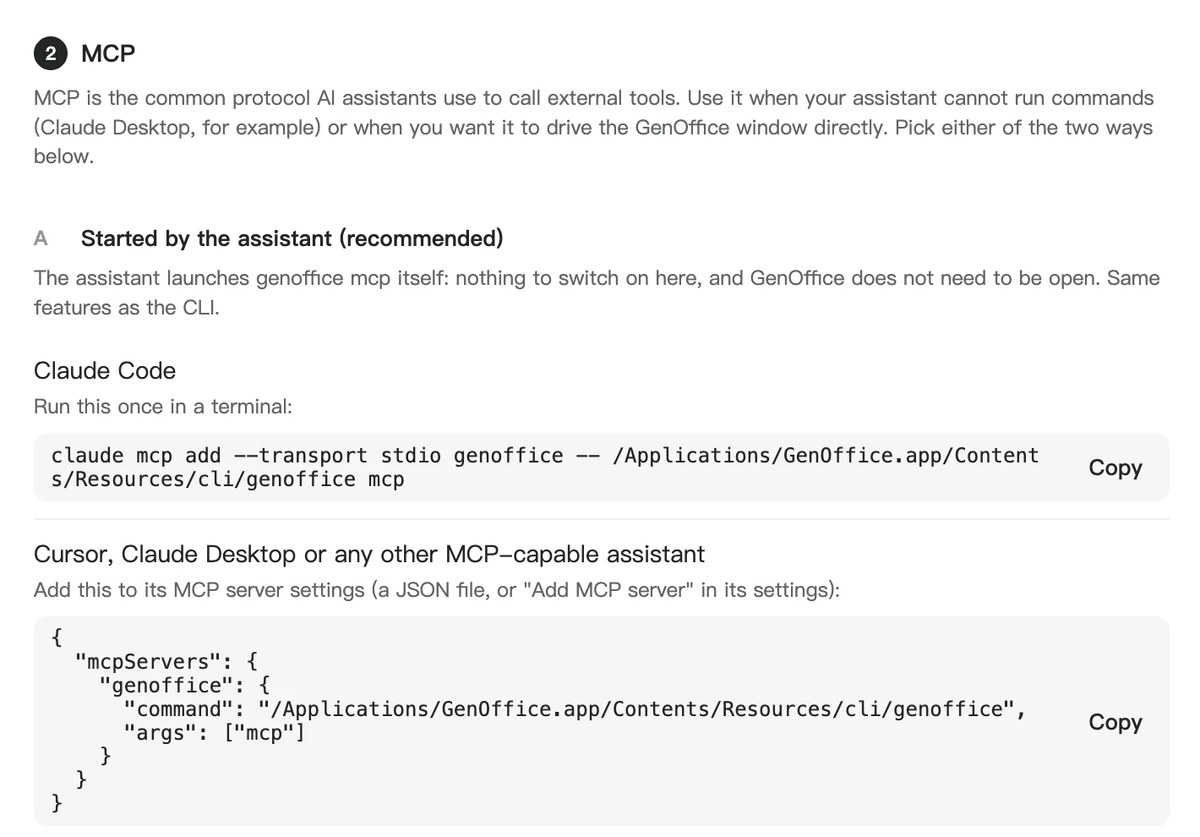 2 MCP
MCP is the common protocol AI assistants use to call external tools. Use it when your assistant cannot run commands
(Claude Desktop, for example) or when you want it to drive the GenOffice window directly. Pick either of the two ways
below.
A Started by the assistant (recommended)
The assistant launches genoffice mcp itself: nothing to switch on here, and GenOffice does not need to be open. Same
features as the CLI.
Claude Code
Run this once in a terminal:
claude mcp add --transport stdio genoffice -- /Applications/GenOffice.app/Content
s/Resources/cli/genoffice mcp
Copy
Cursor, Claude Desktop or any other MCP-capable assistant
Add this to its MCP server settings (a JSON file, or "Add MCP server" in its settings):
{
  "mcpServers": {
    "genoffice": {
      "command": "/Applications/GenOffice.app/Contents/Resources/cli/genoffice",
      "args": ["mcp"]
    }
  }
}
Copy